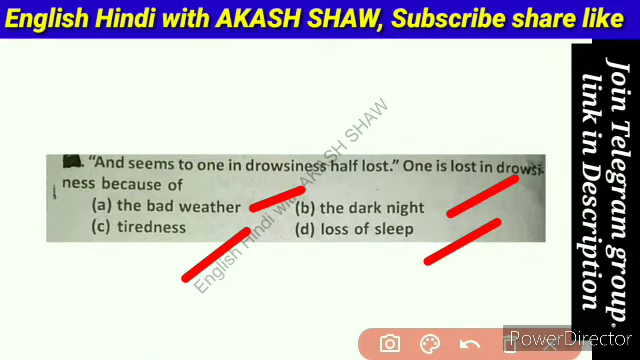 English Hindi with AKASH SHAW, Subscribe share like
Join Telegram group.
link in Description
"And seems to one in drowsiness half lost." One is lost in drowsi-
ness because of
(a) the bad weather (b) the dark night
(c) tiredness (d) loss of sleep
English Hindi with AKASH SHAW
PowerDirector